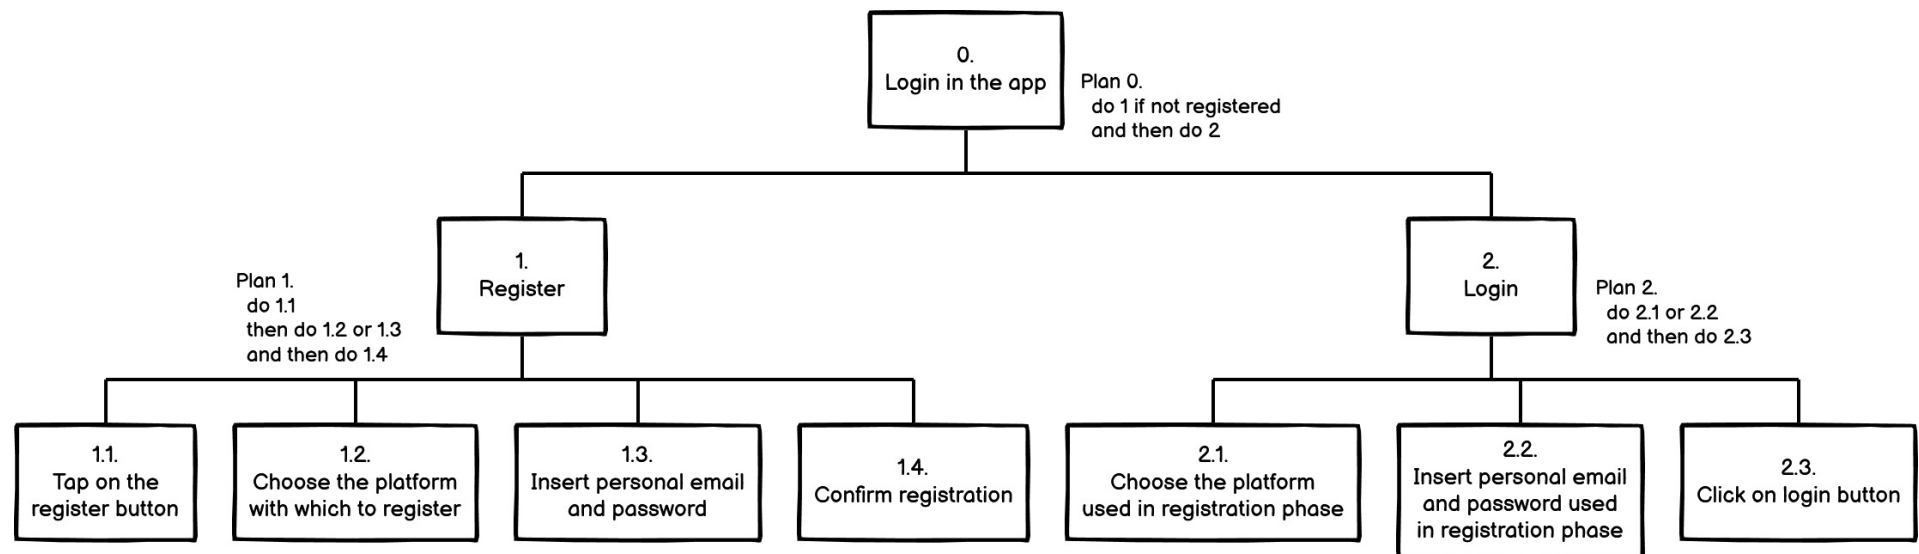 0.
Login in the app
Plan 0.
do 1 if not registered
and then do 2
1.
Register
Plan 1.
do 1.1
then do 1.2 or 1.3
and then do 1.4
2.
Login
Plan 2.
do 2.1 or 2.2
and then do 2.3
1.1.
Tap on the
register button
1.2.
Choose the platform
with which to register
1.3.
Insert personal email
and password
1.4.
Confirm registration
2.1.
Choose the platform
used in registration phase
2.2.
Insert personal email
and password used
in registration phase
2.3.
Click on login button